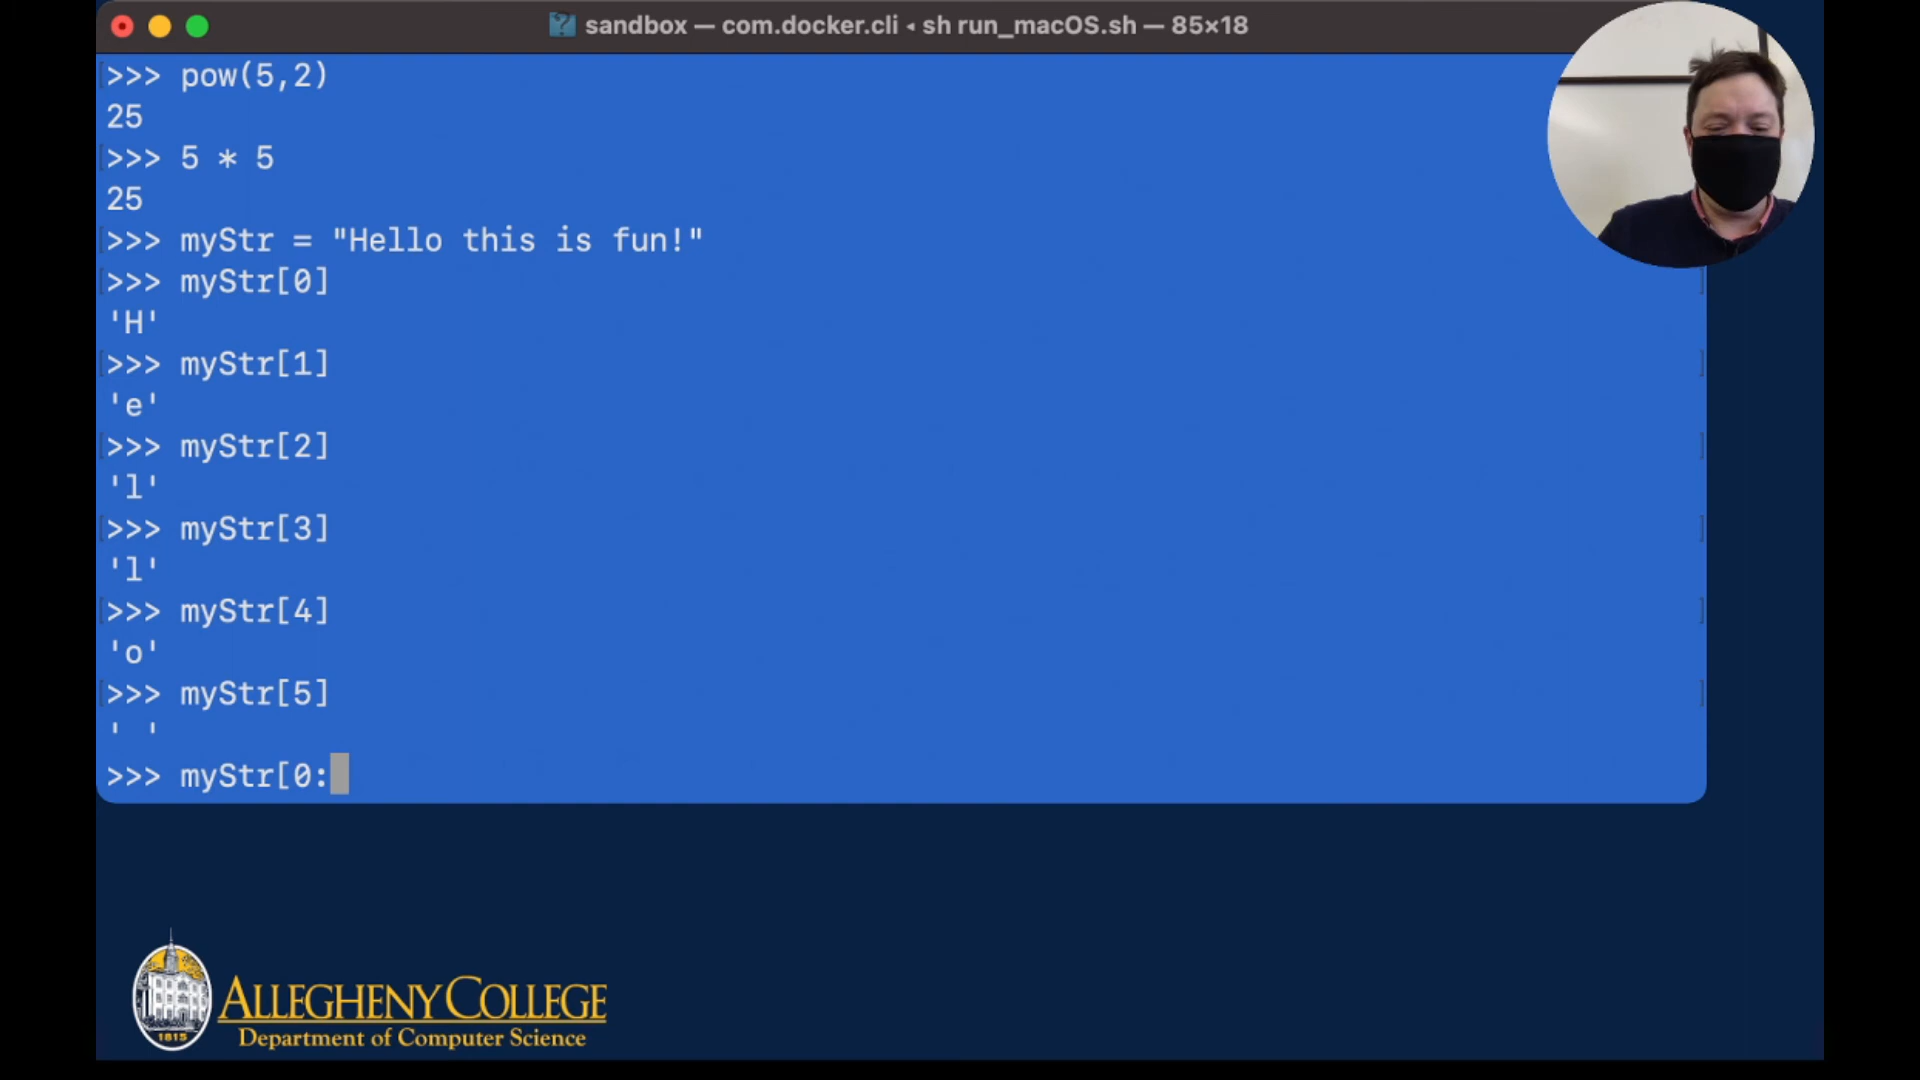 sandbox — com.docker.cli ◂ sh run_macOS.sh — 85×18
>>> pow(5,2)
25
>>> 5 * 5
25
>>> myStr = "Hello this is fun!"
>>> myStr[0]
'H'
>>> myStr[1]
'e'
>>> myStr[2]
'l'
>>> myStr[3]
'l'
>>> myStr[4]
'o'
>>> myStr[5]
' '
>>> myStr[0:
1815
ALLEGHENY COLLEGE
Department of Computer Science